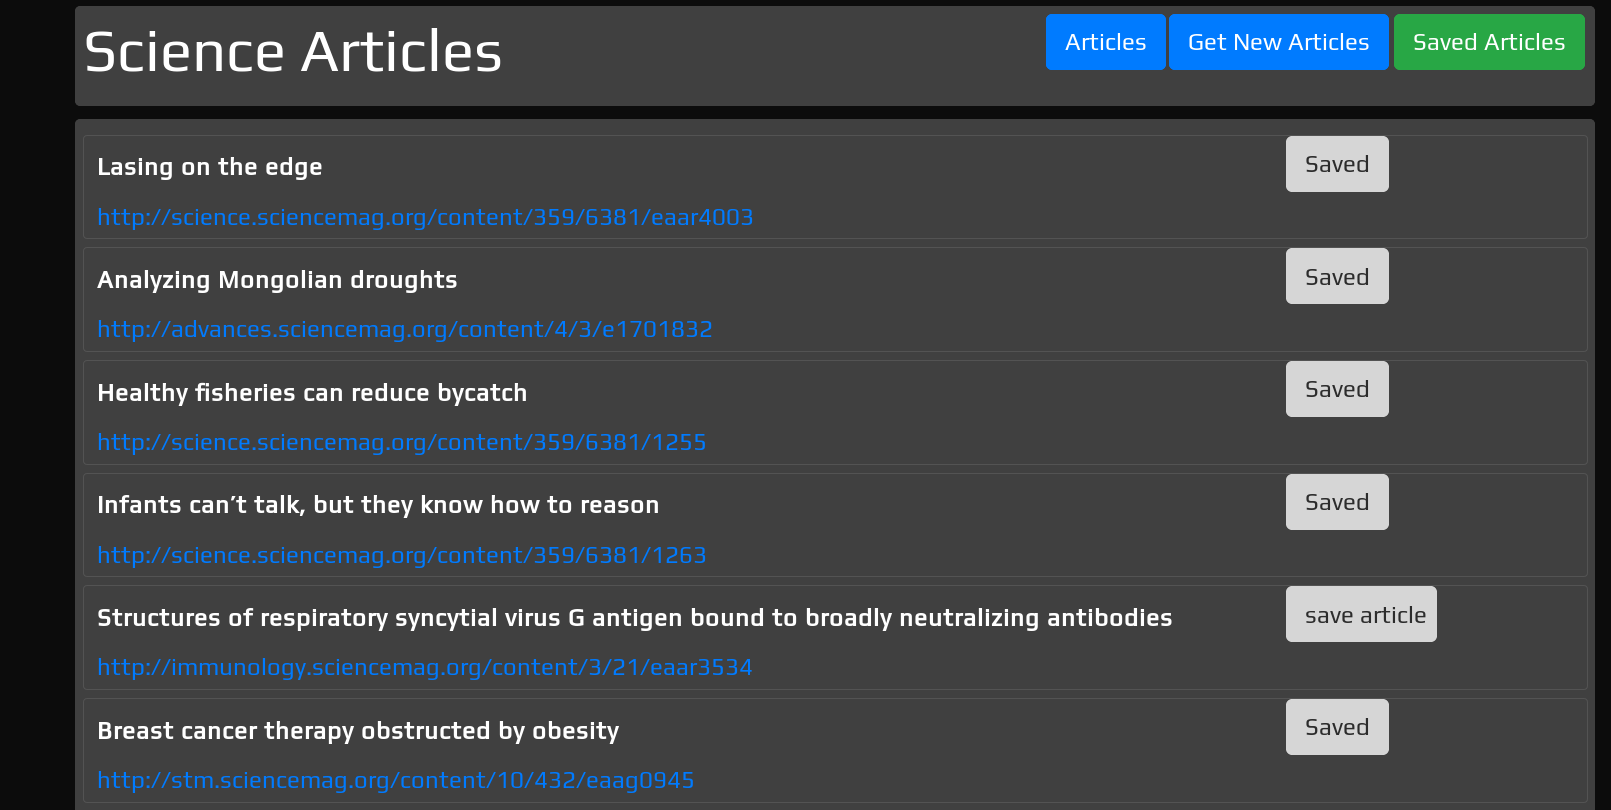 Science Articles
Articles
Get New Articles
Saved Articles
Lasing on the edge
Saved
http://science.sciencemag.org/content/359/6381/eaar4003
Analyzing Mongolian droughts
Saved
http://advances.sciencemag.org/content/4/3/e1701832
Healthy fisheries can reduce bycatch
Saved
http://science.sciencemag.org/content/359/6381/1255
Infants can’t talk, but they know how to reason
Saved
http://science.sciencemag.org/content/359/6381/1263
Structures of respiratory syncytial virus G antigen bound to broadly neutralizing antibodies
save article
http://immunology.sciencemag.org/content/3/21/eaar3534
Breast cancer therapy obstructed by obesity
Saved
http://stm.sciencemag.org/content/10/432/eaag0945